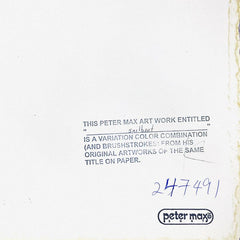 THIS PETER MAX ART WORK ENTITLED
" "
IS A VARIATION COLOR COMBINATION
(AND BRUSHSTROKES) FROM HIS
ORIGINAL ARTWORKS OF THE SAME
TITLE ON PAPER.
247491
peter max®